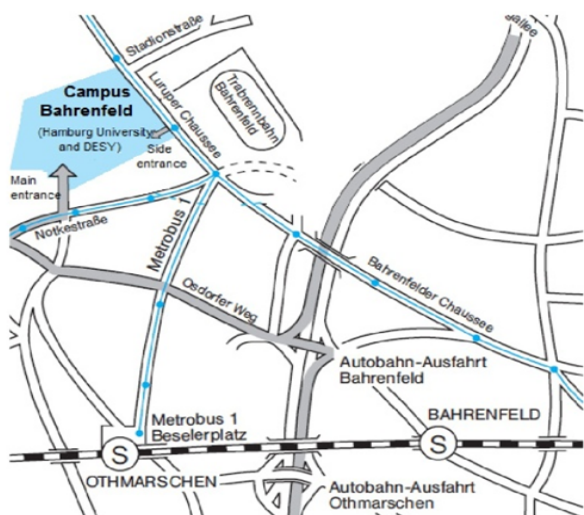 Stadionstraße
Campus
Bahrenfeld
(Hamburg University
and DESY)
Luruper Chaussee
Trabrennbahn
Bahrenfeld
Side
entrance
Main
entrance
Notkestraße
Metrobus 1
Osdorfer Weg
Bahrenfelder Chaussee
Autobahn-Ausfahrt
Bahrenfeld
Metrobus 1
Beselerplatz
BAHRENFELD
S
S
OTHMARSCHEN
Autobahn-Ausfahrt
Othmarschen